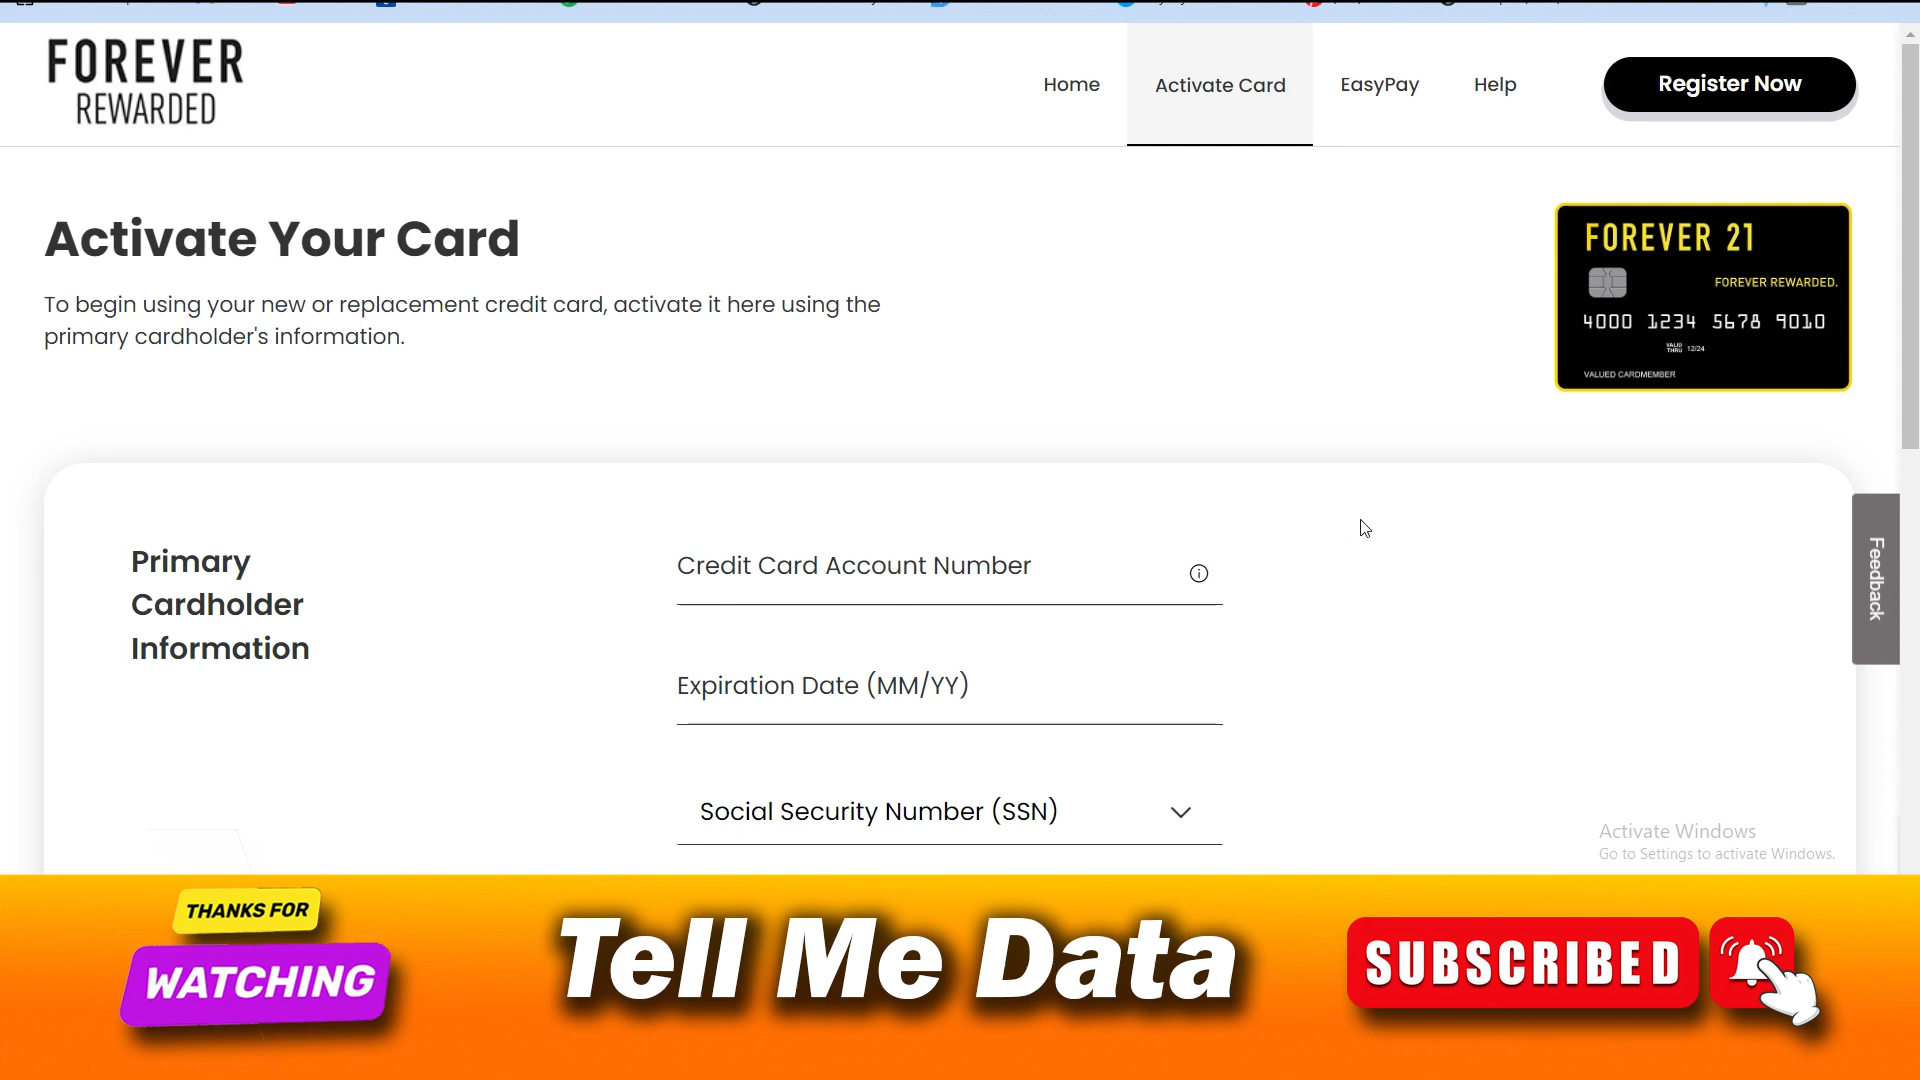 FOREVER
REWARDED
Home
Activate Card
EasyPay
Help
Register Now
Activate Your Card
To begin using your new or replacement credit card, activate it here using the
primary cardholder's information.
FOREVER 21
FOREVER REWARDED.
4000 1234 5678 9010
VALID
THRU 12/24
VALUED CARDMEMBER
Primary
Cardholder
Information
Credit Card Account Number
Expiration Date (MM/YY)
Social Security Number (SSN)
Feedback
Activate Windows
Go to Settings to activate Windows.
THANKS FOR
WATCHING
Tell Me Data
SUBSCRIBED